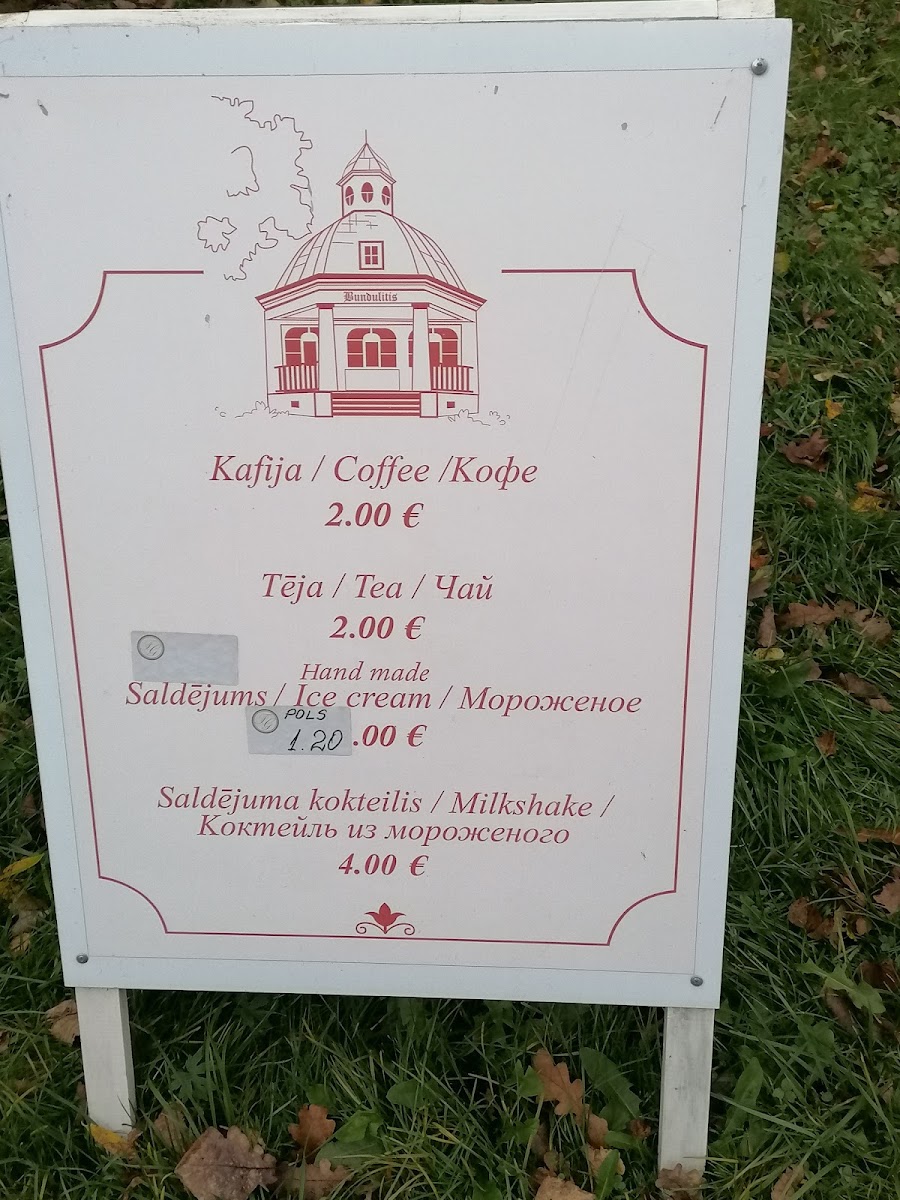 Bundulitis
Kafija / Coffee /Кофе
2.00 €
Tēja / Tea / Чай
2.00 €
Hand made
Saldējums / Ice cream / Мороженое
POLS
1.20 .00 €
Saldējuma kokteilis / Milkshake /
Коктейль из мороженого
4.00 €